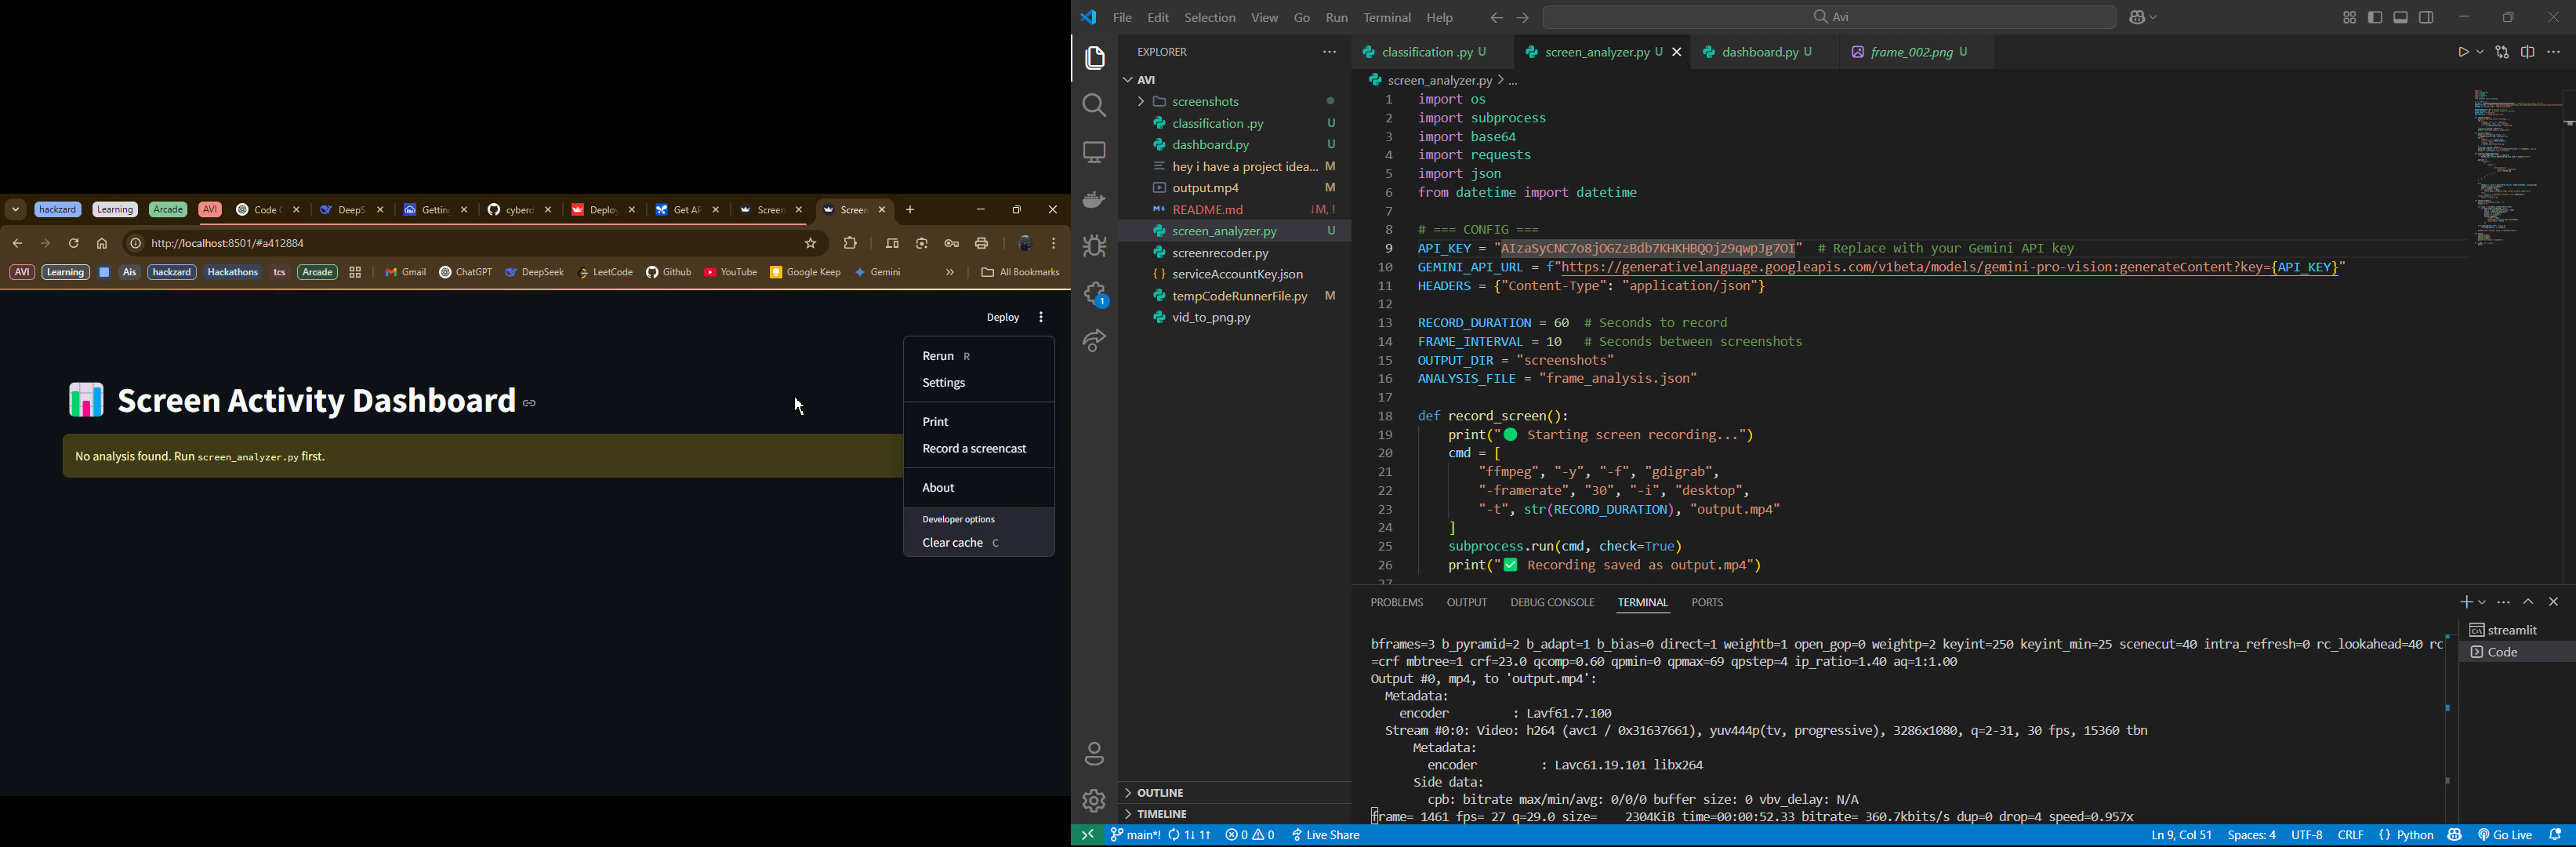 hackzard Learning Arcade AVI Code DeepS Gettin cyberd Deploy Get AP Screen Screen
http://localhost:8501/#a412884
AVI Learning Ais hackzard Hackathons tcs Arcade Gmail ChatGPT DeepSeek LeetCode Github YouTube Google Keep Gemini » All Bookmarks
Deploy
Rerun R
Settings
Print
Record a screencast
About
Developer options
Clear cache C
Screen Activity Dashboard
No analysis found. Run screen_analyzer.py first.
File Edit Selection View Go Run Terminal Help
Avi
EXPLORER
AVI
screenshots
classification .py U
dashboard.py U
hey i have a project idea... M
output.mp4 M
README.md ↓M, !
screen_analyzer.py U
screenrecoder.py
{} serviceAccountKey.json
tempCodeRunnerFile.py M
vid_to_png.py
OUTLINE
TIMELINE
1
classification .py U screen_analyzer.py U dashboard.py U frame_002.png U
screen_analyzer.py > ...
1 import os
2 import subprocess
3 import base64
4 import requests
5 import json
6 from datetime import datetime
7
8 # === CONFIG ===
9 API_KEY = "AIzaSyCNC7o8jOGZzBdb7KHKHBQOj29qwpJg7OI" # Replace with your Gemini API key
10 GEMINI_API_URL = f"https://generativelanguage.googleapis.com/v1beta/models/gemini-pro-vision:generateContent?key={API_KEY}"
11 HEADERS = {"Content-Type": "application/json"}
12
13 RECORD_DURATION = 60 # Seconds to record
14 FRAME_INTERVAL = 10 # Seconds between screenshots
15 OUTPUT_DIR = "screenshots"
16 ANALYSIS_FILE = "frame_analysis.json"
17
18 def record_screen():
19 print("🟢 Starting screen recording...")
20 cmd = [
21 "ffmpeg", "-y", "-f", "gdigrab",
22 "-framerate", "30", "-i", "desktop",
23 "-t", str(RECORD_DURATION), "output.mp4"
24 ]
25 subprocess.run(cmd, check=True)
26 print("✅ Recording saved as output.mp4")
27
PROBLEMS OUTPUT DEBUG CONSOLE TERMINAL PORTS
streamlit
Code
bframes=3 b_pyramid=2 b_adapt=1 b_bias=0 direct=1 weightb=1 open_gop=0 weightp=2 keyint=250 keyint_min=25 scenecut=40 intra_refresh=0 rc_lookahead=40 rc
=crf mbtree=1 crf=23.0 qcomp=0.60 qpmin=0 qpmax=69 qpstep=4 ip_ratio=1.40 aq=1:1.00
Output #0, mp4, to 'output.mp4':
Metadata:
encoder : Lavf61.7.100
Stream #0:0: Video: h264 (avc1 / 0x31637661), yuv444p(tv, progressive), 3286x1080, q=2-31, 30 fps, 15360 tbn
Metadata:
encoder : Lavc61.19.101 libx264
Side data:
cpb: bitrate max/min/avg: 0/0/0 buffer size: 0 vbv_delay: N/A
frame= 1461 fps= 27 q=29.0 size= 2304KiB time=00:00:52.33 bitrate= 360.7kbits/s dup=0 drop=4 speed=0.957x
main*! 1↓ 1↑ 0 0 Live Share Ln 9, Col 51 Spaces: 4 UTF-8 CRLF {} Python Go Live